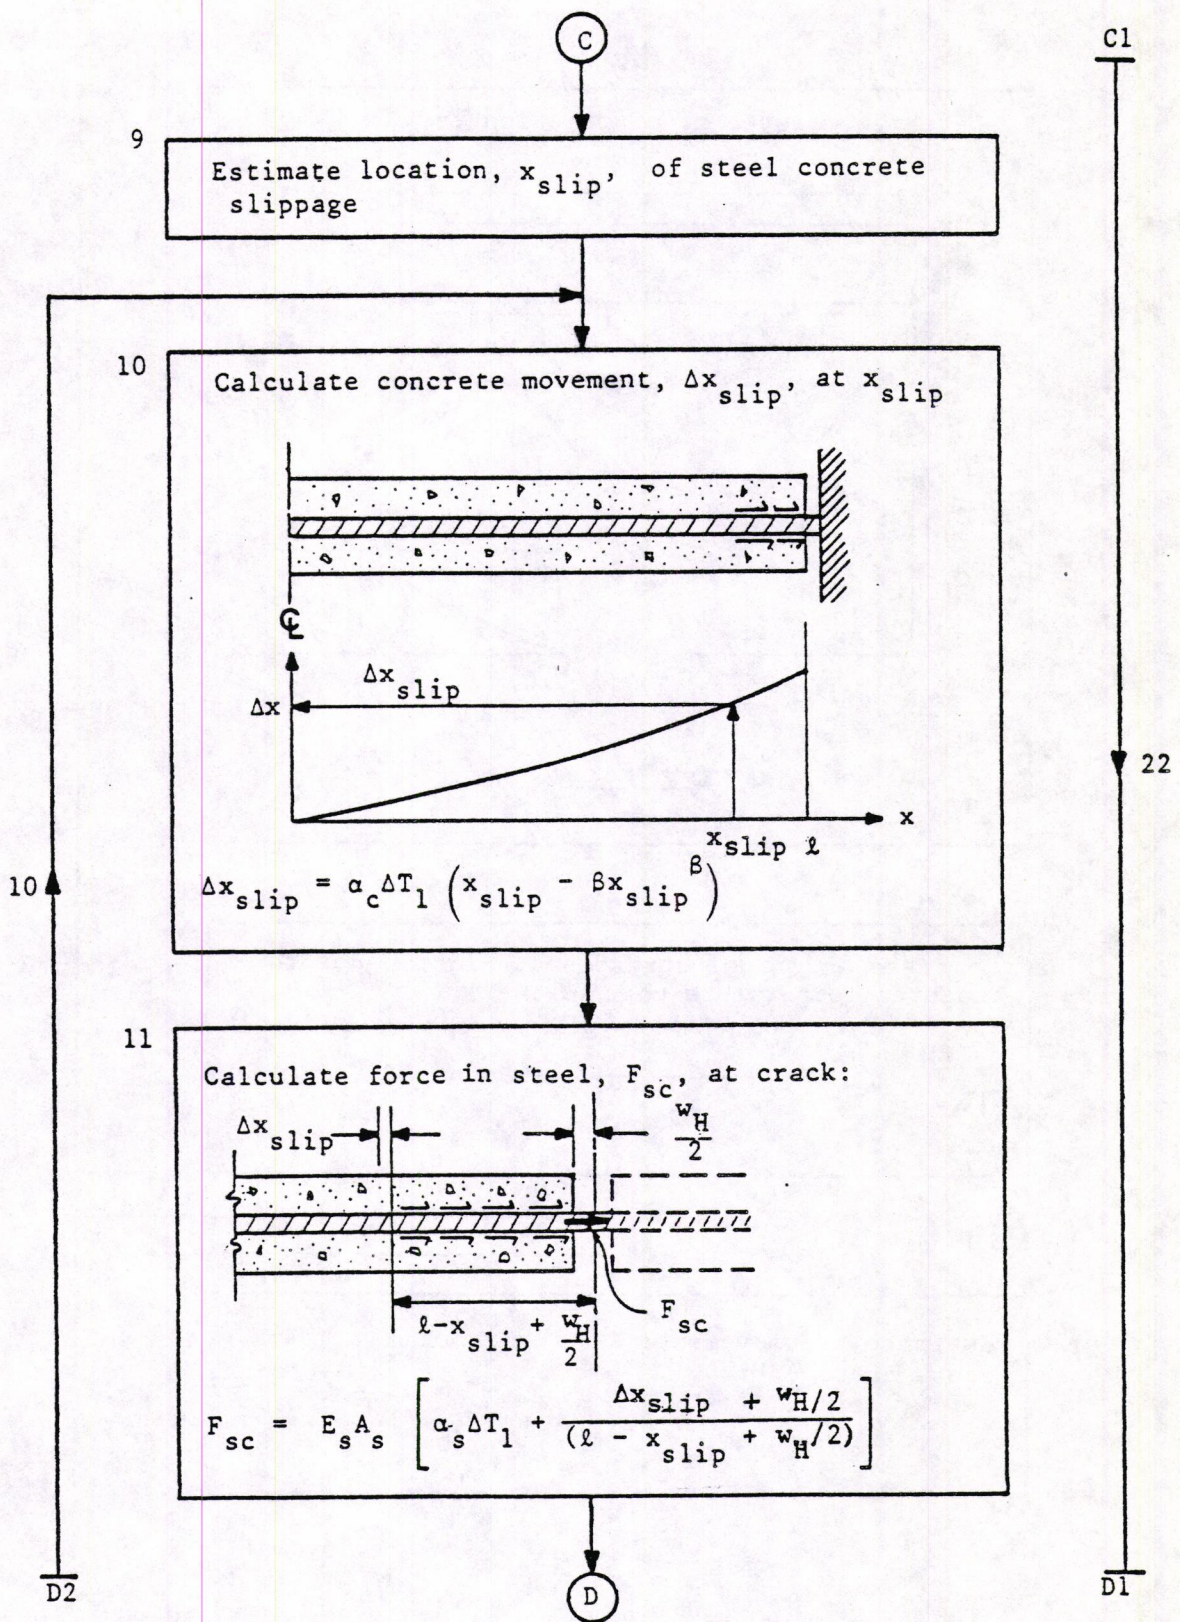 C
C1
9
Estimate location, x_slip, of steel concrete
slippage
10
Calculate concrete movement, Δx_slip, at x_slip
℄
Δx_slip
Δx
x
x_slip ℓ
22
10
Δx_slip = α_c ΔT_1 (x_slip - βx_slip^β)
11
Calculate force in steel, F_sc, at crack:
Δx_slip
w_H/2
F_sc
ℓ-x_slip + w_H/2
F_sc = E_s A_s [α_s ΔT_1 + (Δx_slip + w_H/2)/(ℓ - x_slip + w_H/2)]
D2
D
D1